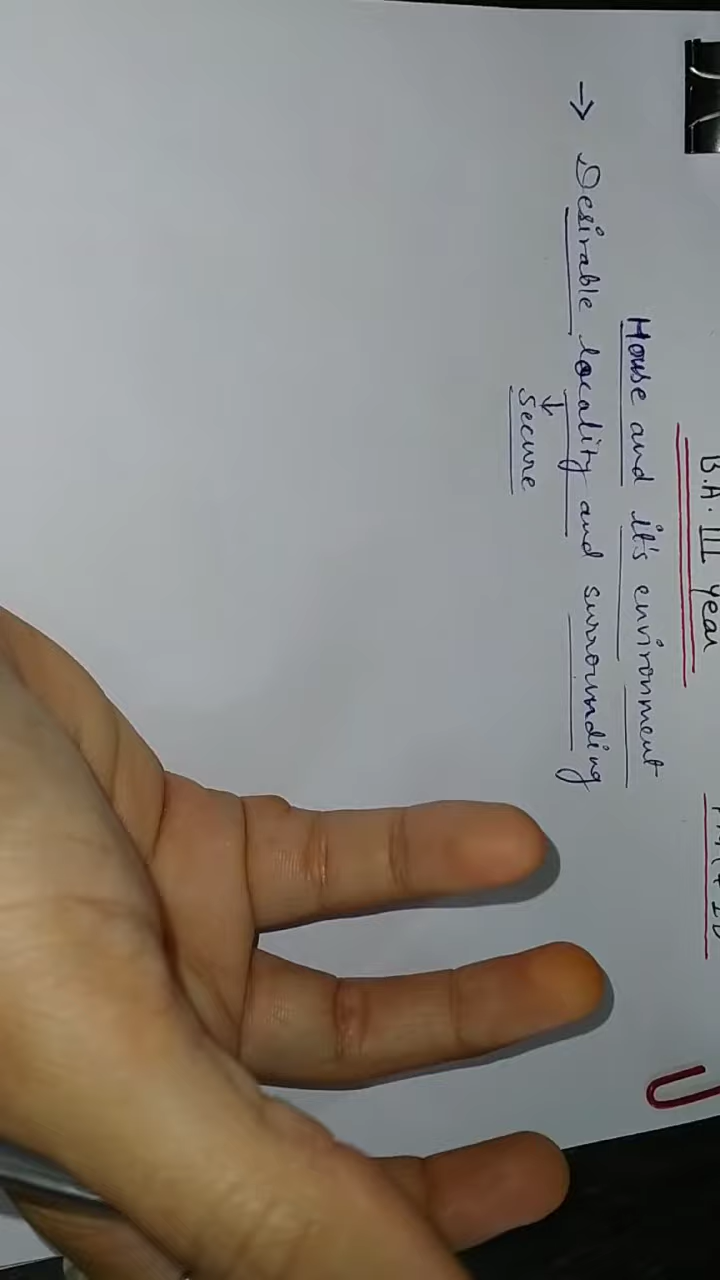 B.A. III year
House and it's environment
→ Desirable locality and surrounding
↓
Secure